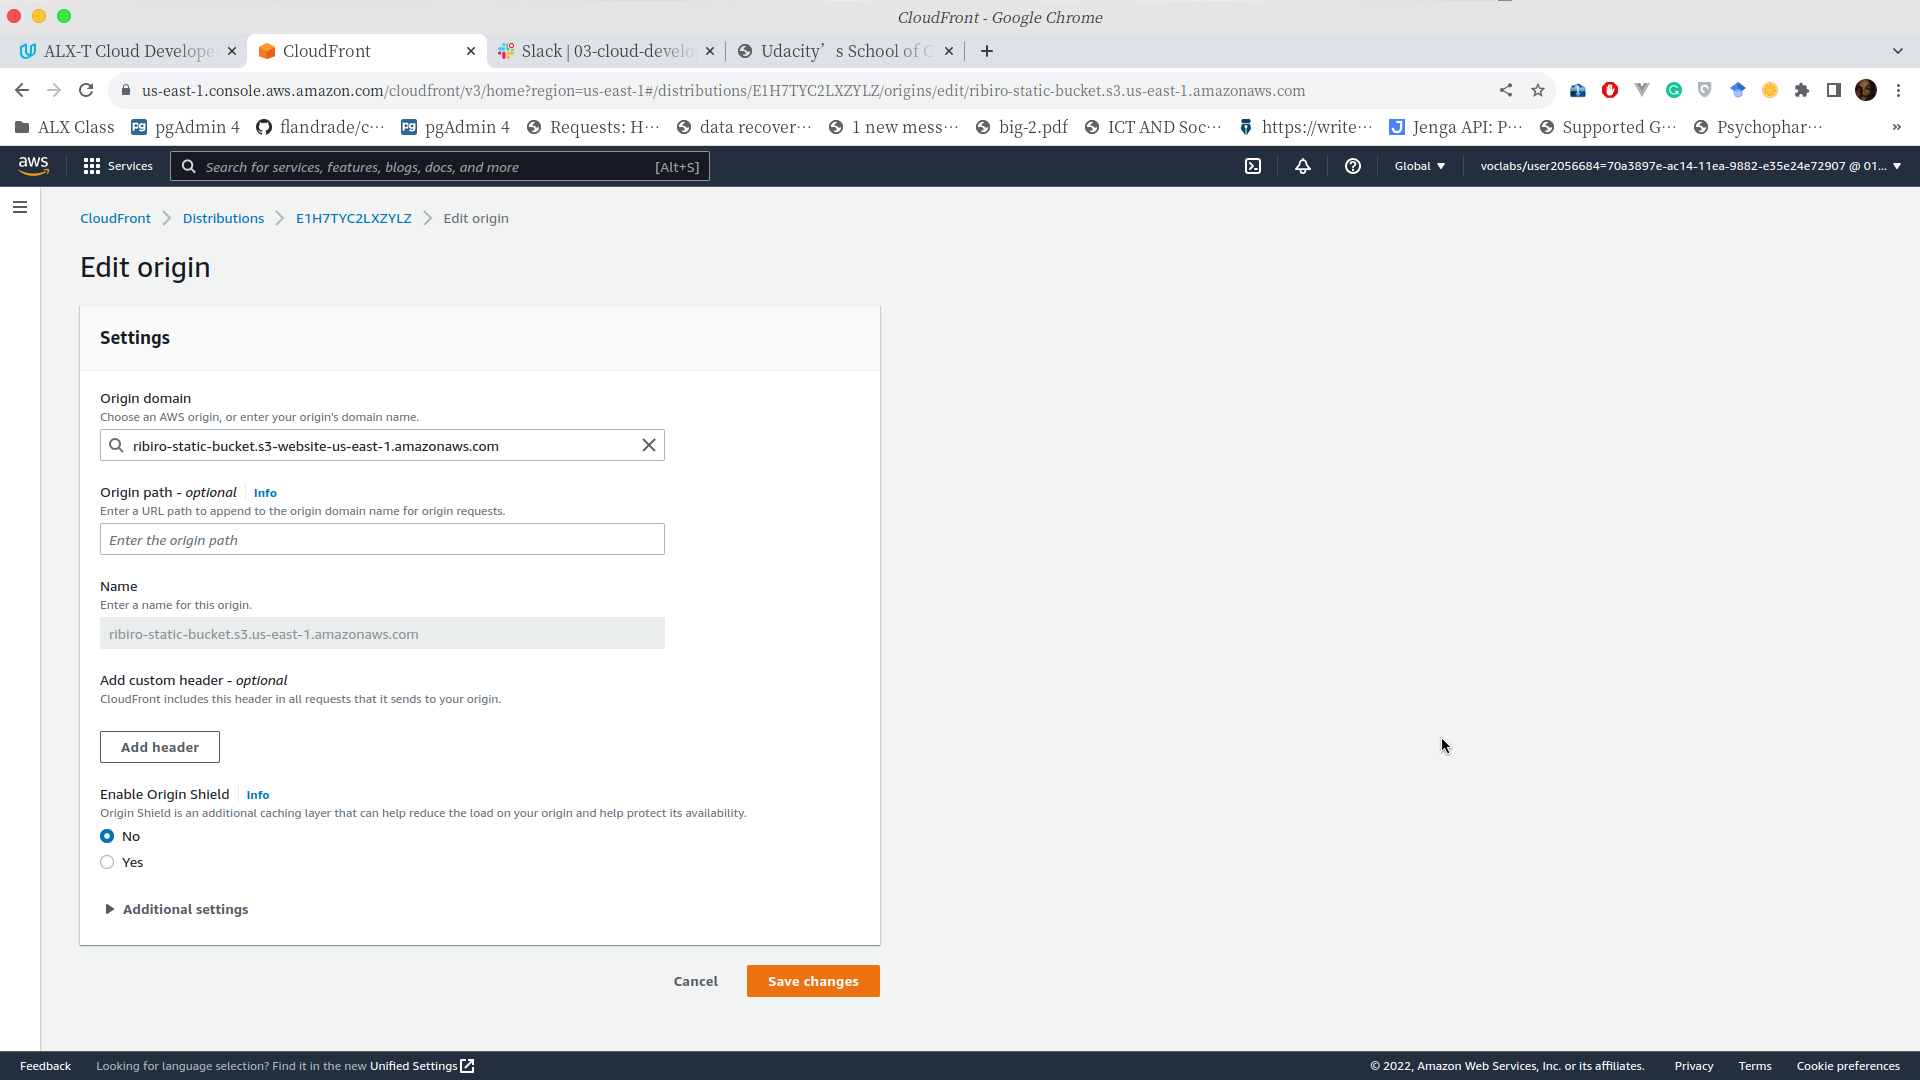 CloudFront - Google Chrome
ALX-T Cloud Develope
CloudFront
Slack | 03-cloud-develo
Udacity’s School of C
us-east-1.console.aws.amazon.com/cloudfront/v3/home?region=us-east-1#/distributions/E1H7TYC2LXZYLZ/origins/edit/ribiro-static-bucket.s3.us-east-1.amazonaws.com
ALX Class
pgAdmin 4
flandrade/c···
pgAdmin 4
Requests: H···
data recover···
1 new mess···
big-2.pdf
ICT AND Soc···
https://write···
Jenga API: P···
Supported G···
Psychophar···
»
aws
Services
Search for services, features, blogs, docs, and more
[Alt+S]
Global
voclabs/user2056684=70a3897e-ac14-11ea-9882-e35e24e72907 @ 01...
CloudFront
Distributions
E1H7TYC2LXZYLZ
Edit origin
Edit origin
Settings
Origin domain
Choose an AWS origin, or enter your origin's domain name.
ribiro-static-bucket.s3-website-us-east-1.amazonaws.com
Origin path - optional
Info
Enter a URL path to append to the origin domain name for origin requests.
Enter the origin path
Name
Enter a name for this origin.
ribiro-static-bucket.s3.us-east-1.amazonaws.com
Add custom header - optional
CloudFront includes this header in all requests that it sends to your origin.
Add header
Enable Origin Shield
Info
Origin Shield is an additional caching layer that can help reduce the load on your origin and help protect its availability.
No
Yes
Additional settings
Cancel
Save changes
Feedback
Looking for language selection? Find it in the new Unified Settings
© 2022, Amazon Web Services, Inc. or its affiliates.
Privacy
Terms
Cookie preferences